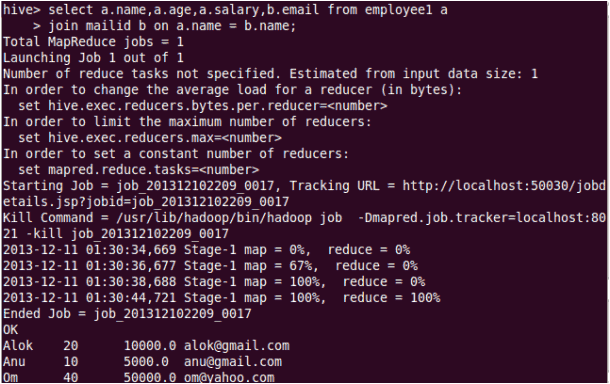 hive> select a.name,a.age,a.salary,b.email from employee1 a
    > join mailid b on a.name = b.name;
Total MapReduce jobs = 1
Launching Job 1 out of 1
Number of reduce tasks not specified. Estimated from input data size: 1
In order to change the average load for a reducer (in bytes):
  set hive.exec.reducers.bytes.per.reducer=<number>
In order to limit the maximum number of reducers:
  set hive.exec.reducers.max=<number>
In order to set a constant number of reducers:
  set mapred.reduce.tasks=<number>
Starting Job = job_201312102209_0017, Tracking URL = http://localhost:50030/jobd
etails.jsp?jobid=job_201312102209_0017
Kill Command = /usr/lib/hadoop/bin/hadoop job  -Dmapred.job.tracker=localhost:80
21 -kill job_201312102209_0017
2013-12-11 01:30:34,669 Stage-1 map = 0%,  reduce = 0%
2013-12-11 01:30:36,677 Stage-1 map = 67%,  reduce = 0%
2013-12-11 01:30:38,688 Stage-1 map = 100%,  reduce = 0%
2013-12-11 01:30:44,721 Stage-1 map = 100%,  reduce = 100%
Ended Job = job_201312102209_0017
OK
Alok    20      10000.0 alok@gmail.com
Anu     10      5000.0  anu@gmail.com
Om      40      50000.0 om@yahoo.com